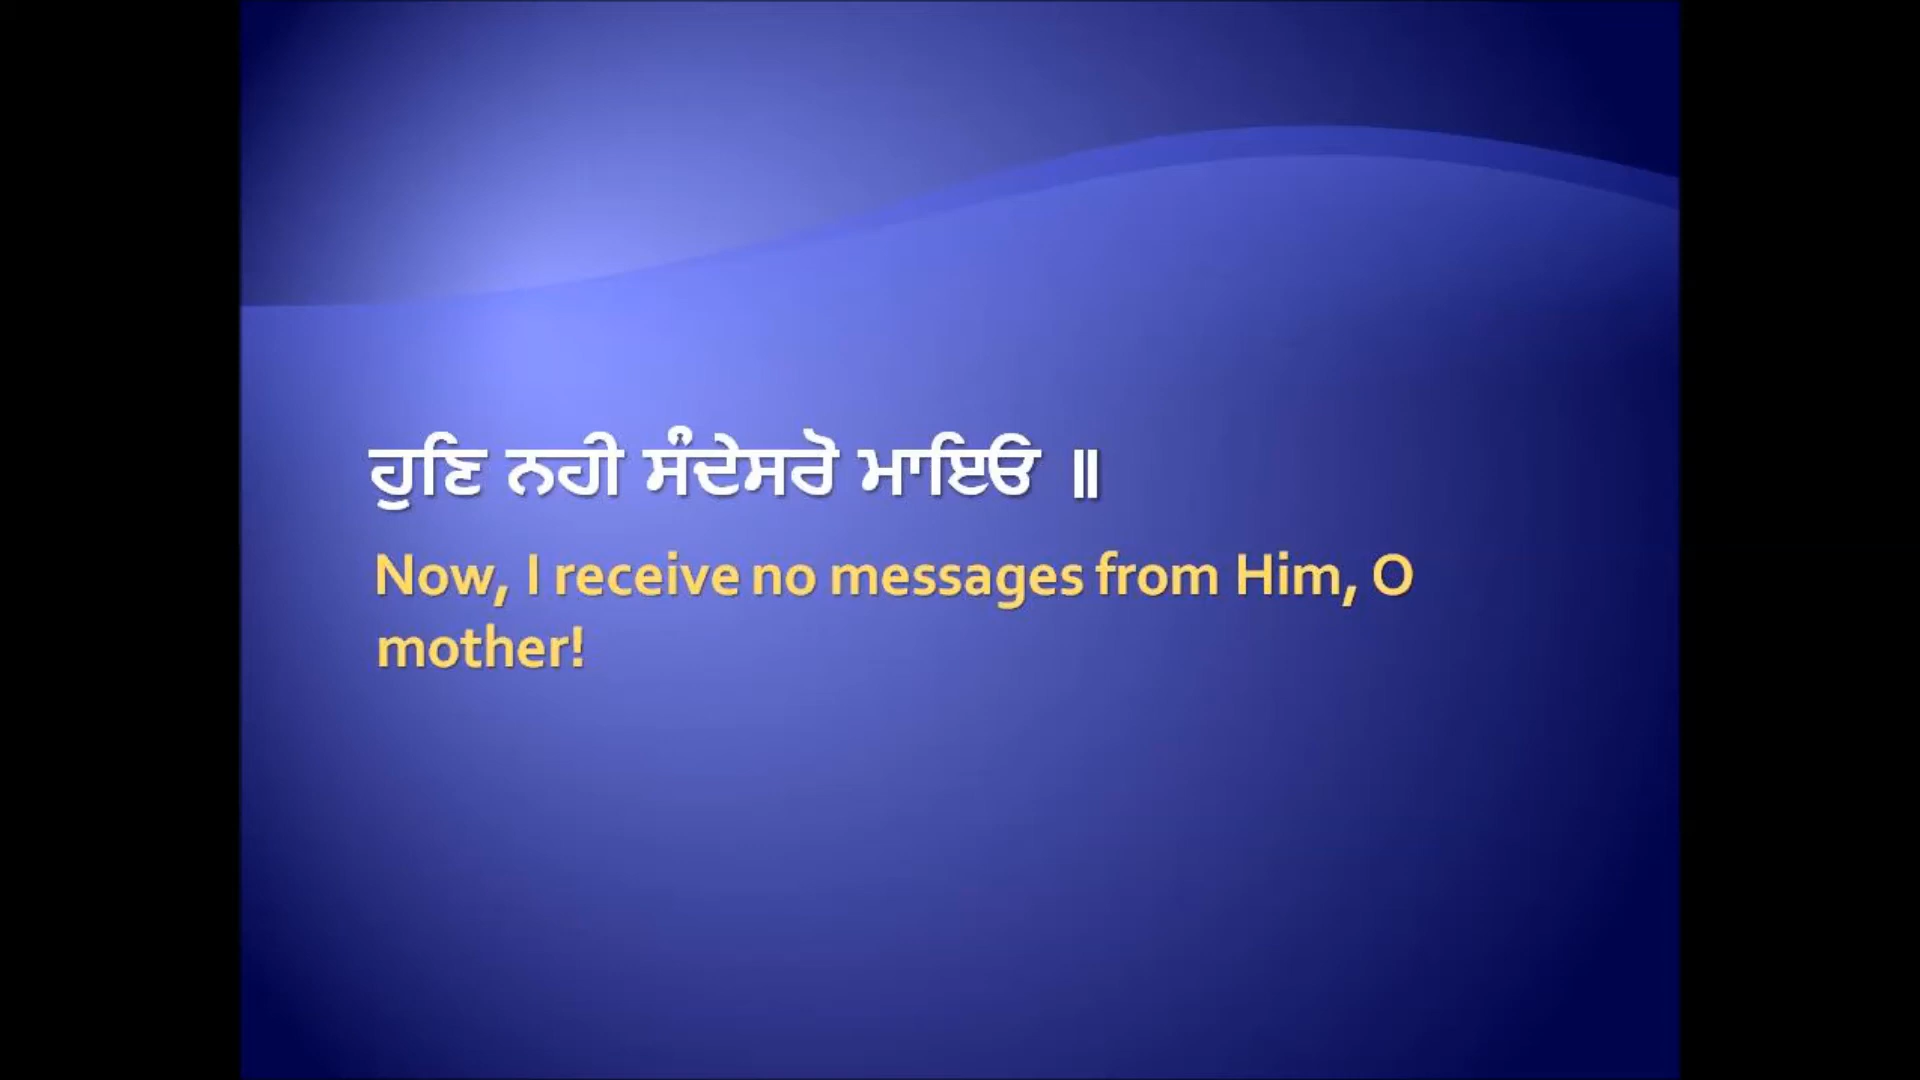 ਹੁਣਿ ਨਹੀ ਸੰਦੇਸਰੋ ਮਾਇਓ ॥
Now, I receive no messages from Him, O
mother!